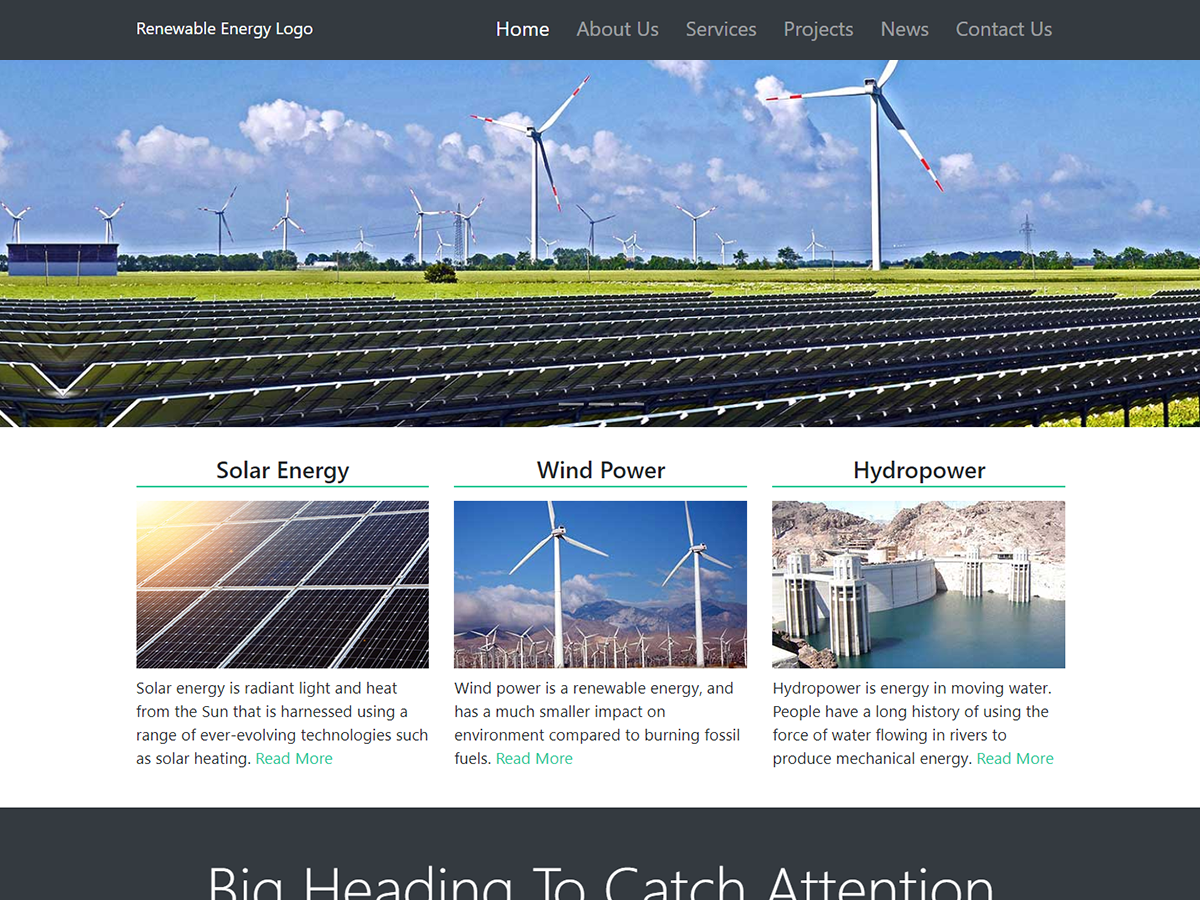 Renewable Energy Logo Home About Us Services Projects News Contact Us
Solar Energy
Solar energy is radiant light and heat
from the Sun that is harnessed using a
range of ever-evolving technologies such
as solar heating. Read More
Wind Power
Wind power is a renewable energy, and
has a much smaller impact on
environment compared to burning fossil
fuels. Read More
Hydropower
Hydropower is energy in moving water.
People have a long history of using the
force of water flowing in rivers to
produce mechanical energy. Read More
Big Heading To Catch Attention